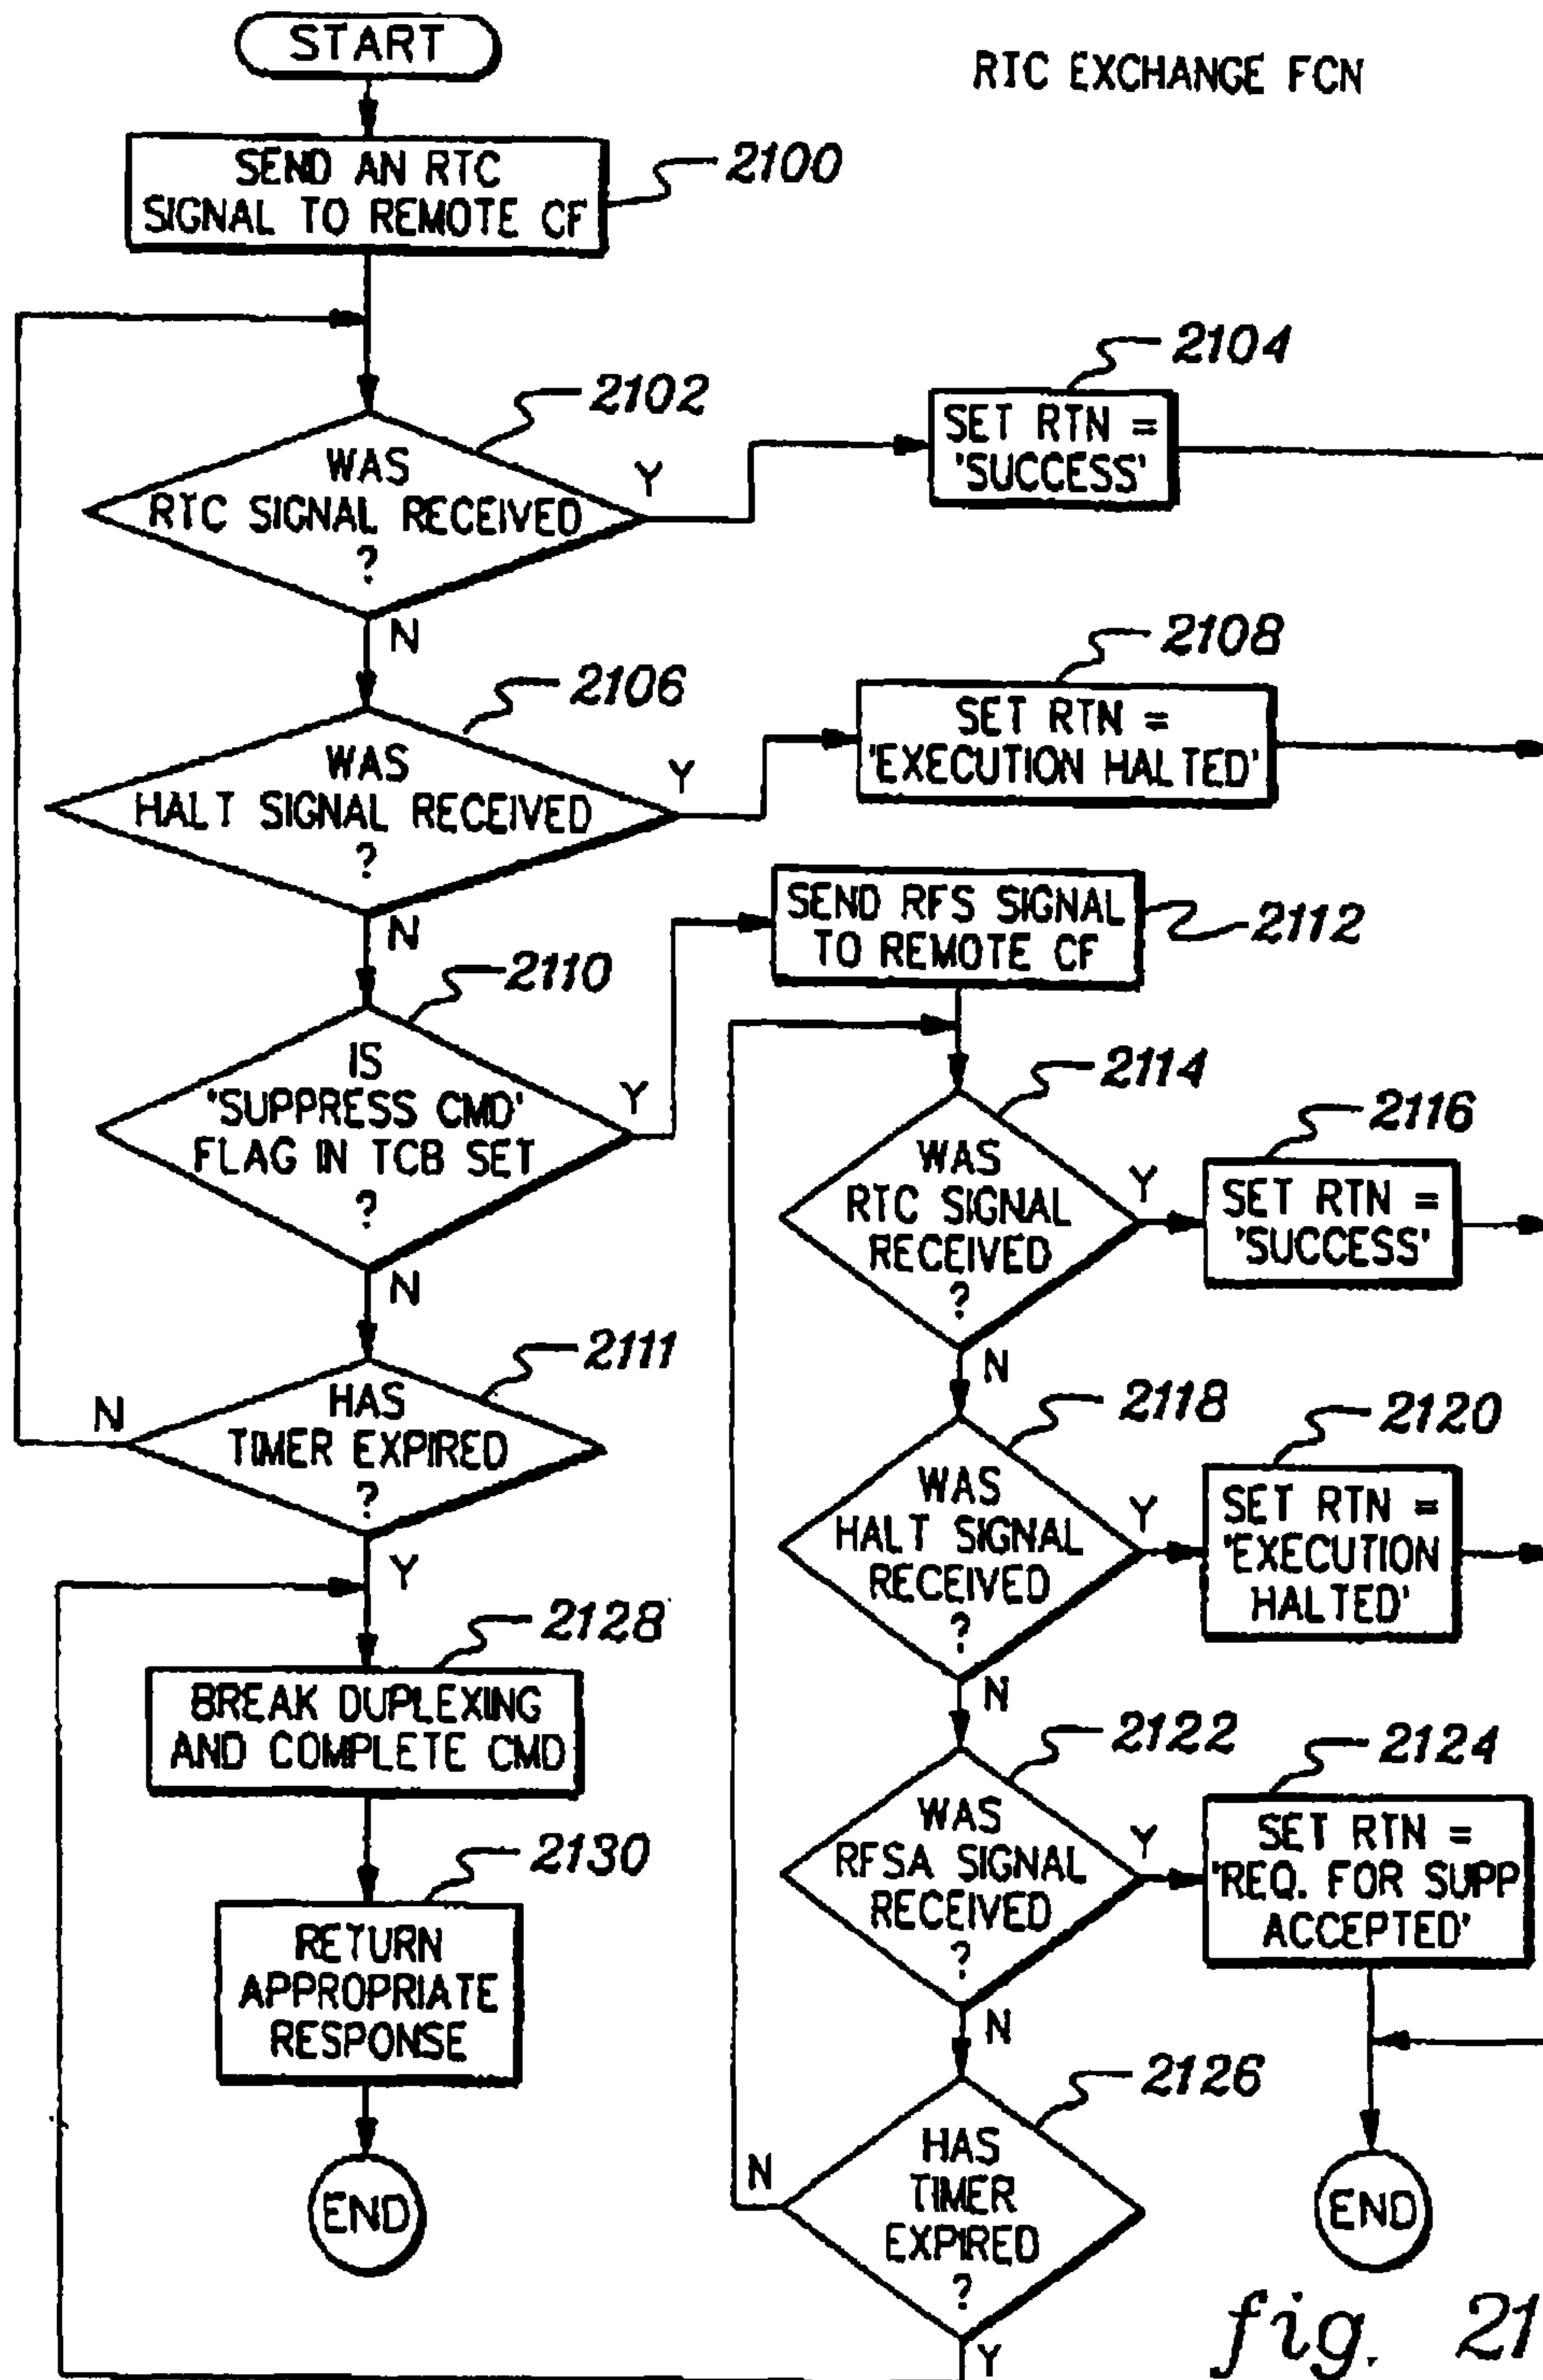 START
RTC EXCHANGE FCN
SEND AN RTC
SIGNAL TO REMOTE CF
2100
2102
WAS
RTC SIGNAL RECEIVED
?
Y
N
2104
SET RTN =
'SUCCESS'
2106
WAS
HALT SIGNAL RECEIVED
?
Y
N
2108
SET RTN =
'EXECUTION HALTED'
2110
IS
'SUPPRESS CMD'
FLAG IN TCB SET
?
Y
N
SEND RFS SIGNAL
TO REMOTE CF
2112
2111
HAS
TIMER EXPIRED
?
N
Y
2114
WAS
RTC SIGNAL
RECEIVED
?
Y
N
2116
SET RTN =
'SUCCESS'
2118
WAS
HALT SIGNAL
RECEIVED
?
Y
N
2120
SET RTN =
'EXECUTION
HALTED'
2122
WAS
RFSA SIGNAL
RECEIVED
?
Y
N
2124
SET RTN =
'REQ. FOR SUPP
ACCEPTED'
2126
HAS
TIMER
EXPIRED
?
N
Y
2128
BREAK DUPLEXING
AND COMPLETE CMD
2130
RETURN
APPROPRIATE
RESPONSE
END
END
fig. 21